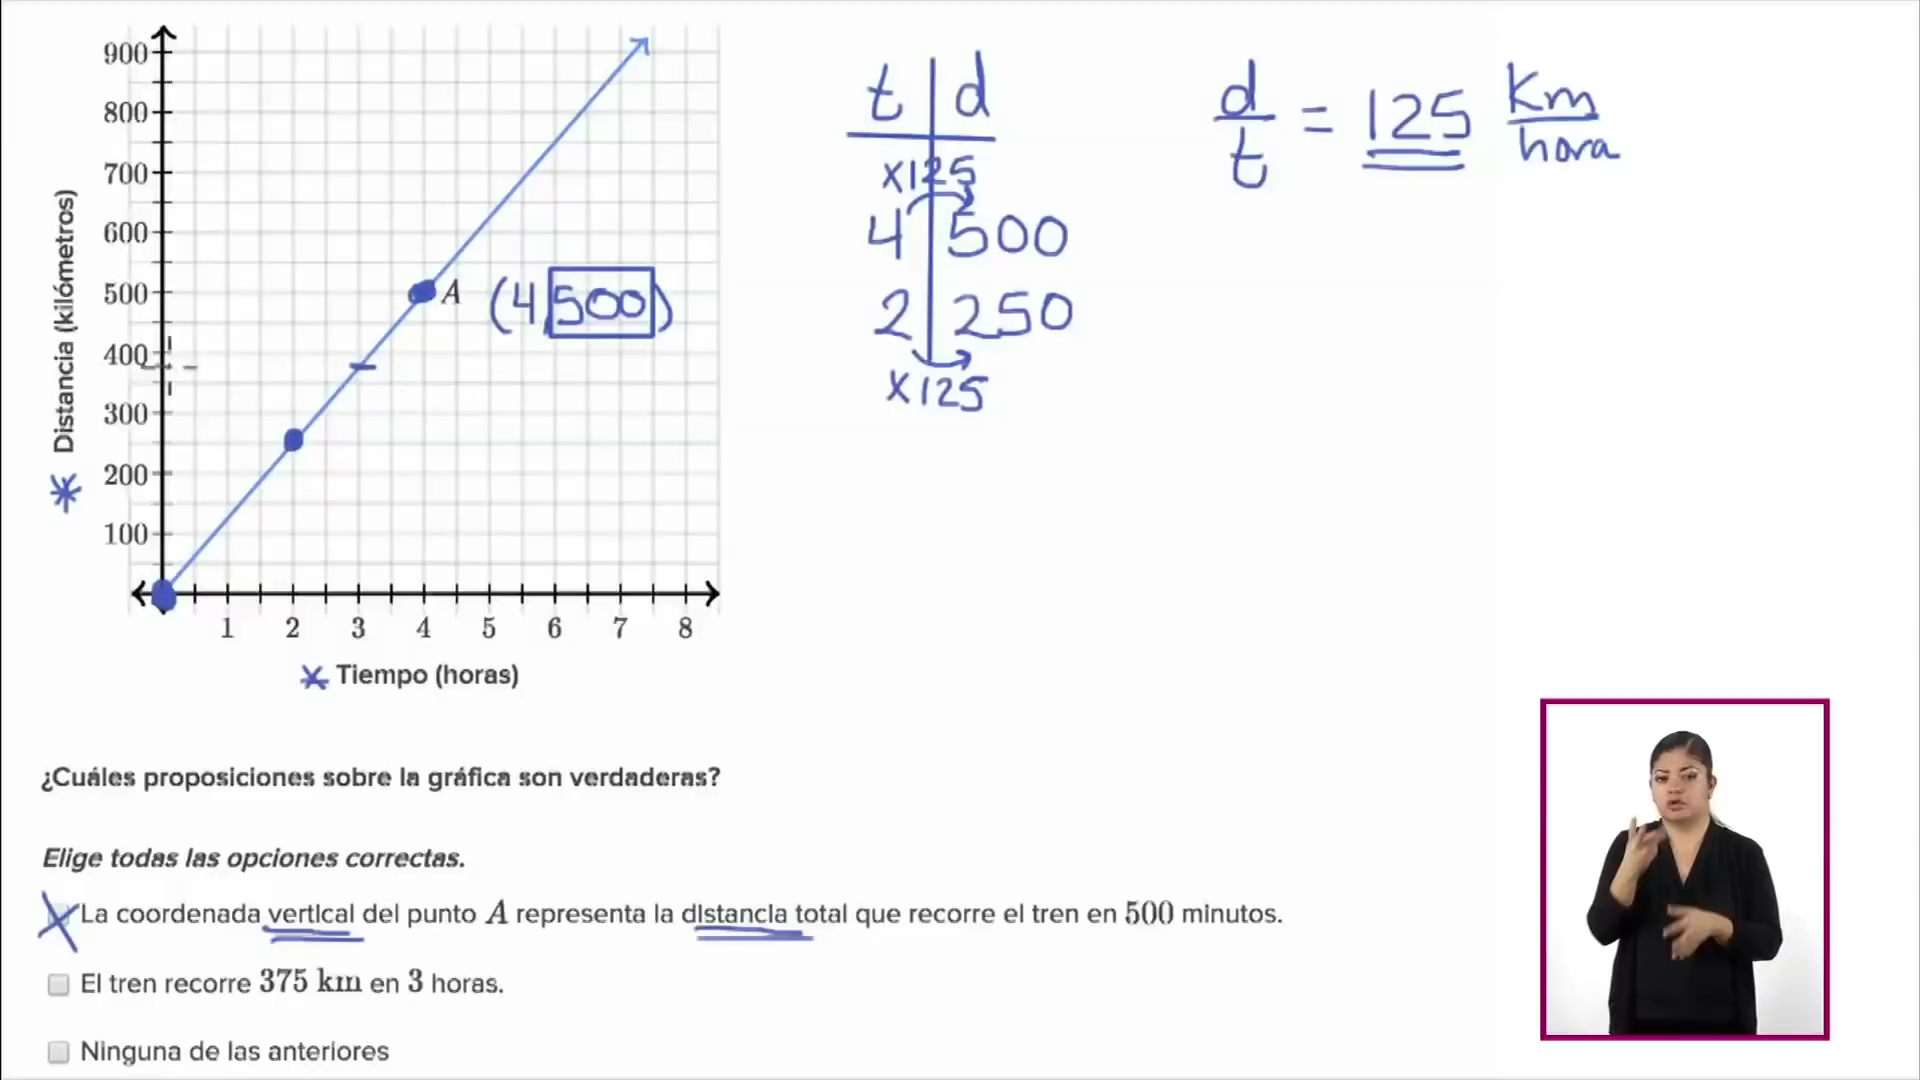 900
800
700
600
500
400
300
200
100
Distancia (kilómetros)
A
(4,500)
1 2 3 4 5 6 7 8
Tiempo (horas)
t d
x125
4 500
2 250
x125
d/t = 125 Km/hora
¿Cuáles proposiciones sobre la gráfica son verdaderas?
Elige todas las opciones correctas.
La coordenada vertical del punto A representa la distancia total que recorre el tren en 500 minutos.
El tren recorre 375 km en 3 horas.
Ninguna de las anteriores